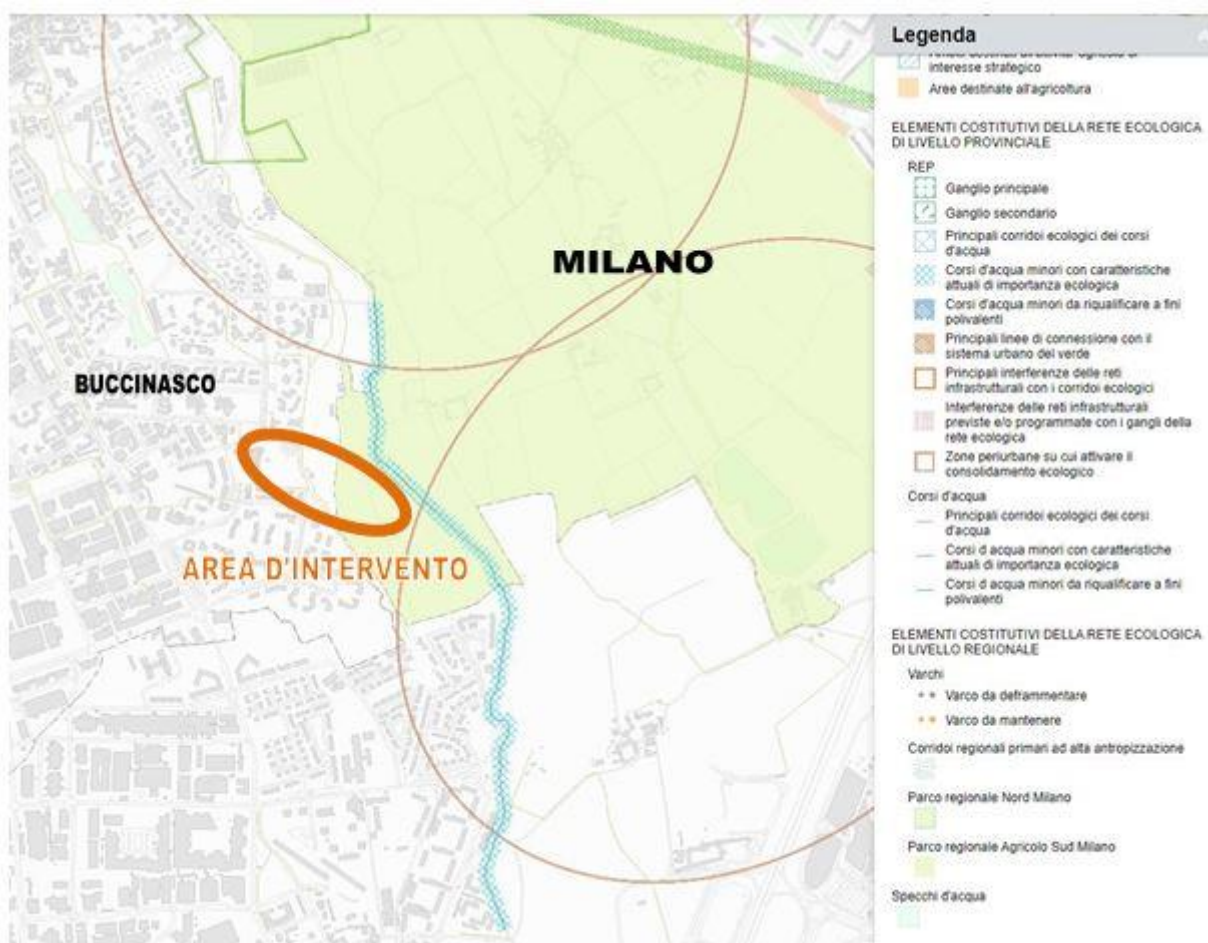 MILANO
BUCCINASCO
AREA D'INTERVENTO
Legenda
interesse strategico
Aree destinate all'agricoltura
ELEMENTI COSTITUTIVI DELLA RETE ECOLOGICA
DI LIVELLO PROVINCIALE
REP
Ganglio principale
Ganglio secondario
Principali corridoi ecologici dei corsi
d'acqua
Corsi d'acqua minori con caratteristiche
attuali di importanza ecologica
Corsi d'acqua minori da riqualificare a fini
polivalenti
Principali linee di connessione con il
sistema urbano del verde
Principali interferenze delle reti
infrastrutturali con i corridoi ecologici
Interferenze delle reti infrastrutturali
previste e/o programmate con i gangli della
rete ecologica
Zone periurbane su cui attivare il
consolidamento ecologico
Corsi d'acqua
Principali corridoi ecologici dei corsi
d'acqua
Corsi d acqua minori con caratteristiche
attuali di importanza ecologica
Corsi d acqua minori da riqualificare a fini
polivalenti
ELEMENTI COSTITUTIVI DELLA RETE ECOLOGICA
DI LIVELLO REGIONALE
Varchi
Varco da deframmentare
Varco da mantenere
Corridoi regionali primari ad alta antropizzazione
Parco regionale Nord Milano
Parco regionale Agricolo Sud Milano
Specchi d'acqua